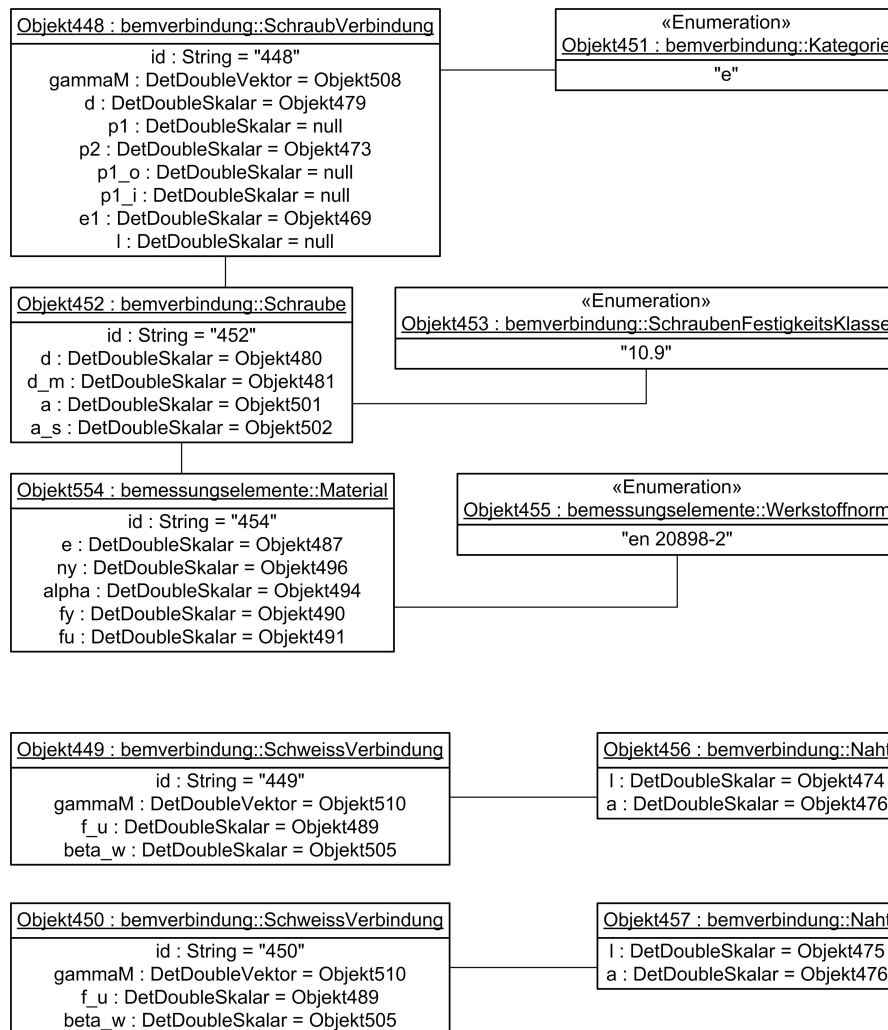 Objekt448 : bemverbindung::SchraubVerbindung
id : String = "448"
gammaM : DetDoubleVektor = Objekt508
d : DetDoubleSkalar = Objekt479
p1 : DetDoubleSkalar = null
p2 : DetDoubleSkalar = Objekt473
p1_o : DetDoubleSkalar = null
p1_i : DetDoubleSkalar = null
e1 : DetDoubleSkalar = Objekt469
l : DetDoubleSkalar = null
«Enumeration»
Objekt451 : bemverbindung::Kategorie
"e"
Objekt452 : bemverbindung::Schraube
id : String = "452"
d : DetDoubleSkalar = Objekt480
d_m : DetDoubleSkalar = Objekt481
a : DetDoubleSkalar = Objekt501
a_s : DetDoubleSkalar = Objekt502
«Enumeration»
Objekt453 : bemverbindung::SchraubenFestigkeitsKlasse
"10.9"
Objekt554 : bemessungselemente::Material
id : String = "454"
e : DetDoubleSkalar = Objekt487
ny : DetDoubleSkalar = Objekt496
alpha : DetDoubleSkalar = Objekt494
fy : DetDoubleSkalar = Objekt490
fu : DetDoubleSkalar = Objekt491
«Enumeration»
Objekt455 : bemessungselemente::Werkstoffnorm
"en 20898-2"
Objekt449 : bemverbindung::SchweissVerbindung
id : String = "449"
gammaM : DetDoubleVektor = Objekt510
f_u : DetDoubleSkalar = Objekt489
beta_w : DetDoubleSkalar = Objekt505
Objekt456 : bemverbindung::Naht
l : DetDoubleSkalar = Objekt474
a : DetDoubleSkalar = Objekt476
Objekt450 : bemverbindung::SchweissVerbindung
id : String = "450"
gammaM : DetDoubleVektor = Objekt510
f_u : DetDoubleSkalar = Objekt489
beta_w : DetDoubleSkalar = Objekt505
Objekt457 : bemverbindung::Naht
l : DetDoubleSkalar = Objekt475
a : DetDoubleSkalar = Objekt476